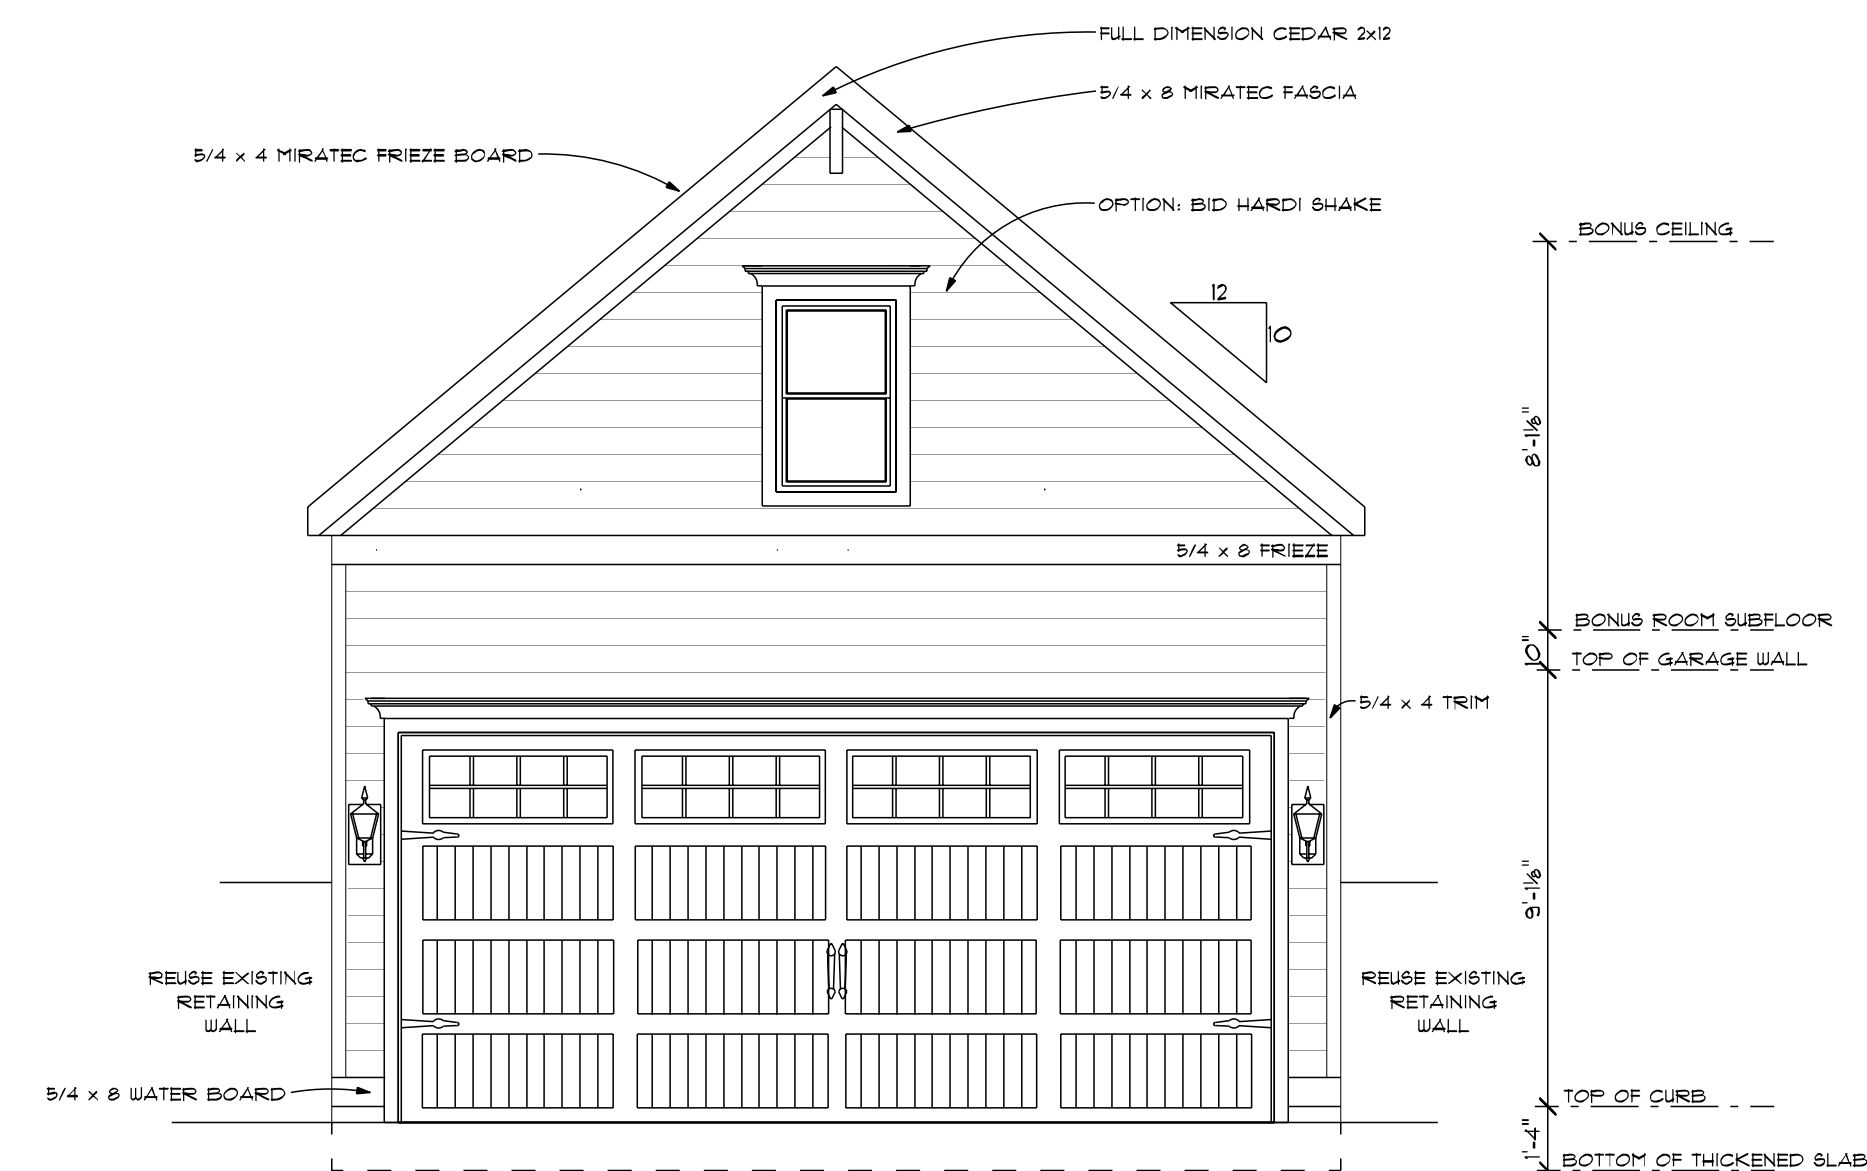 FULL DIMENSION CEDAR 2x12
5/4 x 8 MIRATEC FASCIA
5/4 x 4 MIRATEC FRIEZE BOARD
OPTION: BID HARDI SHAKE
BONUS CEILING
12
10
8'-1⅛"
5/4 x 8 FRIEZE
BONUS ROOM SUBFLOOR
10"
TOP OF GARAGE WALL
5/4 x 4 TRIM
9'-1⅛"
REUSE EXISTING
RETAINING
WALL
REUSE EXISTING
RETAINING
WALL
5/4 x 8 WATER BOARD
TOP OF CURB
1'-4"
BOTTOM OF THICKENED SLAB